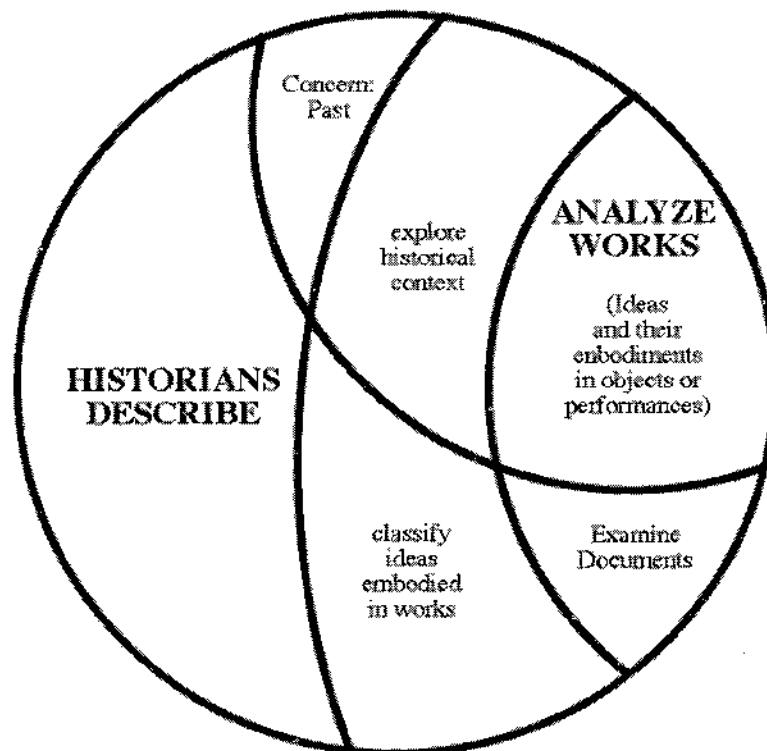 Concern:
Past
explore
historical
context
ANALYZE
WORKS
(Ideas
and their
enbodiments
in objects or
performances)
HISTORIANS
DESCRIBE
classify
ideas
embodied
in works
Examine
Documents